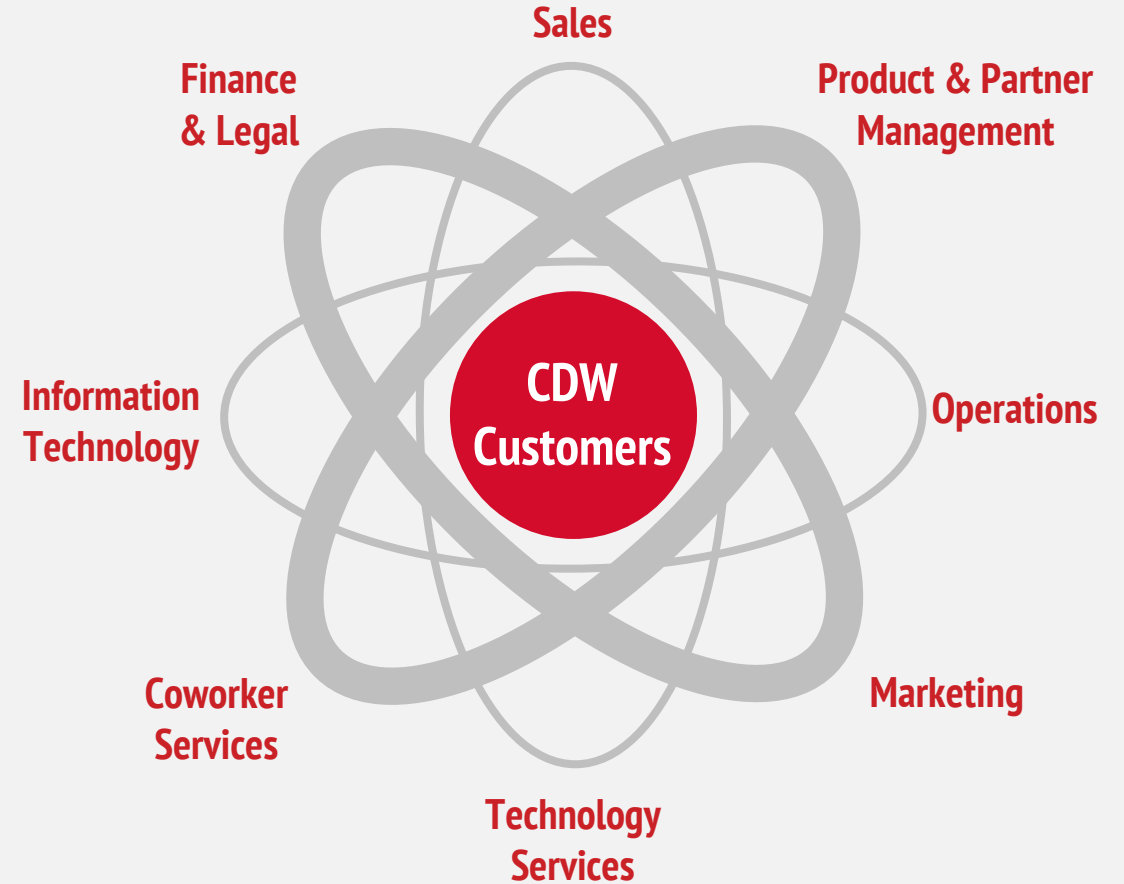 Sales
Finance
& Legal
Product & Partner
Management
Information
Technology
CDW
Customers
Operations
Coworker
Services
Marketing
Technology
Services